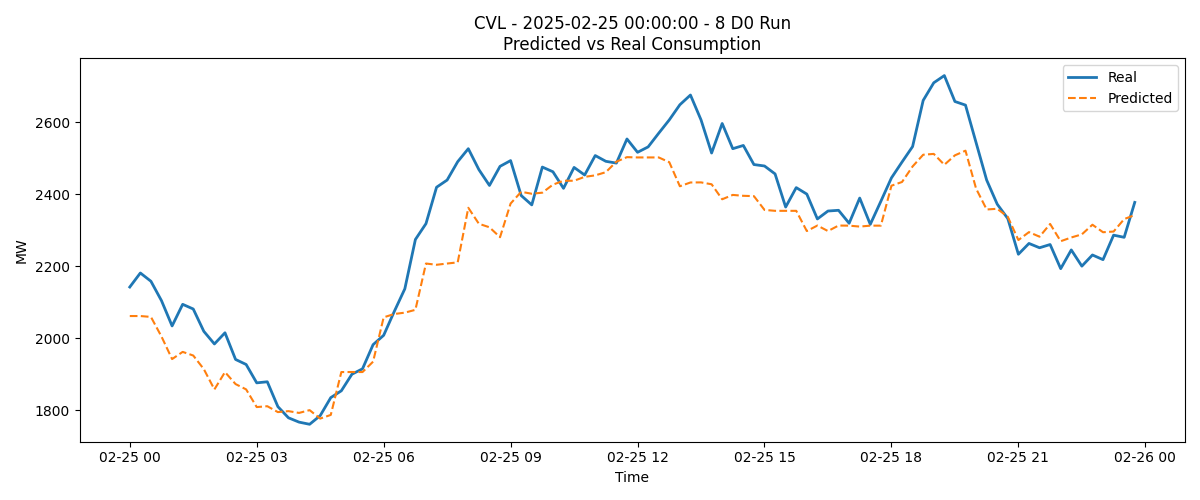 CVL - 2025-02-25 00:00:00 - 8 D0 Run
Predicted vs Real Consumption
Real
Predicted
MW
2600
2400
2200
2000
1800
02-25 00
02-25 03
02-25 06
02-25 09
02-25 12
02-25 15
02-25 18
02-25 21
02-26 00
Time